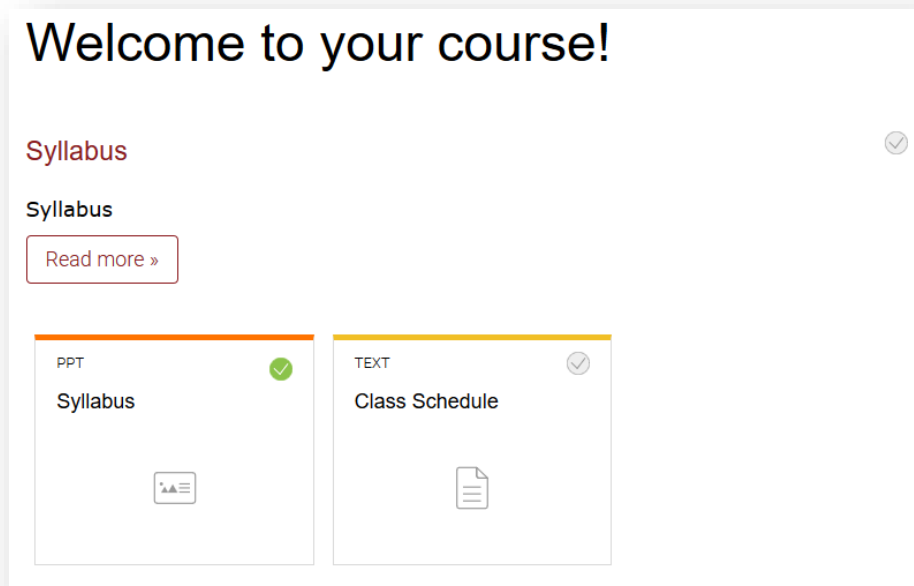 Welcome to your course!
Syllabus
Syllabus
Read more »
PPT
Syllabus
TEXT
Class Schedule